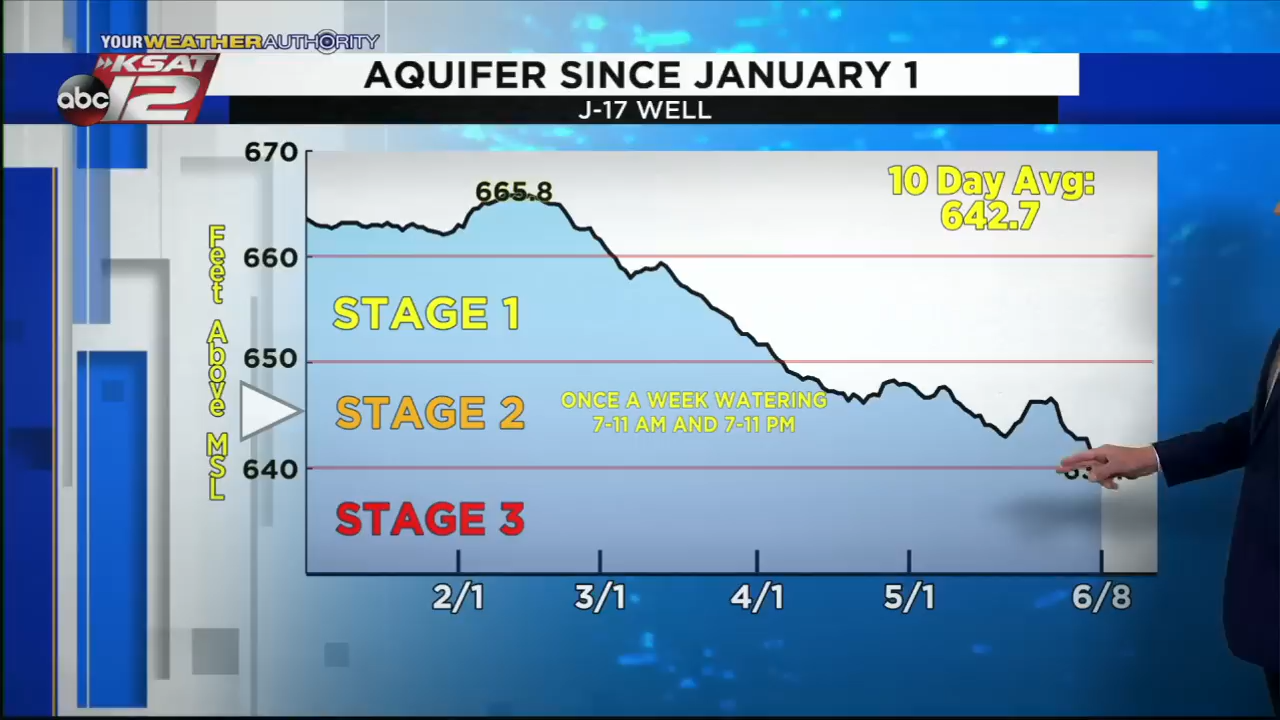 YOURWEATHERAUTHORITY
KSAT
abc 12
AQUIFER SINCE JANUARY 1
J-17 WELL
670
665.8
10 Day Avg:
642.7
Feet Above MSL
660
STAGE 1
650
STAGE 2
ONCE A WEEK WATERING
7-11 AM AND 7-11 PM
640
STAGE 3
2/1 3/1 4/1 5/1 6/8